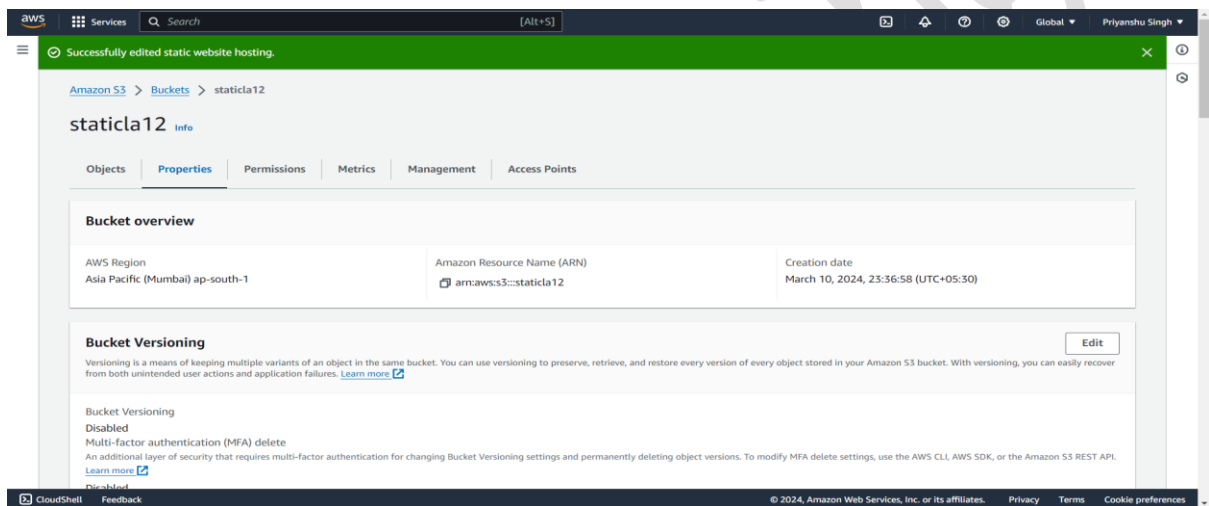 aws Services Search [Alt+S] Global Priyanshu Singh
Successfully edited static website hosting.
Amazon S3 > Buckets > staticla12
staticla12 Info
Objects Properties Permissions Metrics Management Access Points
Bucket overview
AWS Region Amazon Resource Name (ARN) Creation date
Asia Pacific (Mumbai) ap-south-1 arn:aws:s3:::staticla12 March 10, 2024, 23:36:58 (UTC+05:30)
Bucket Versioning Edit
Versioning is a means of keeping multiple variants of an object in the same bucket. You can use versioning to preserve, retrieve, and restore every version of every object stored in your Amazon S3 bucket. With versioning, you can easily recover
from both unintended user actions and application failures. Learn more
Bucket Versioning
Disabled
Multi-factor authentication (MFA) delete
An additional layer of security that requires multi-factor authentication for changing Bucket Versioning settings and permanently deleting object versions. To modify MFA delete settings, use the AWS CLI, AWS SDK, or the Amazon S3 REST API.
Learn more
Disabled
CloudShell Feedback © 2024, Amazon Web Services, Inc. or its affiliates. Privacy Terms Cookie preferences